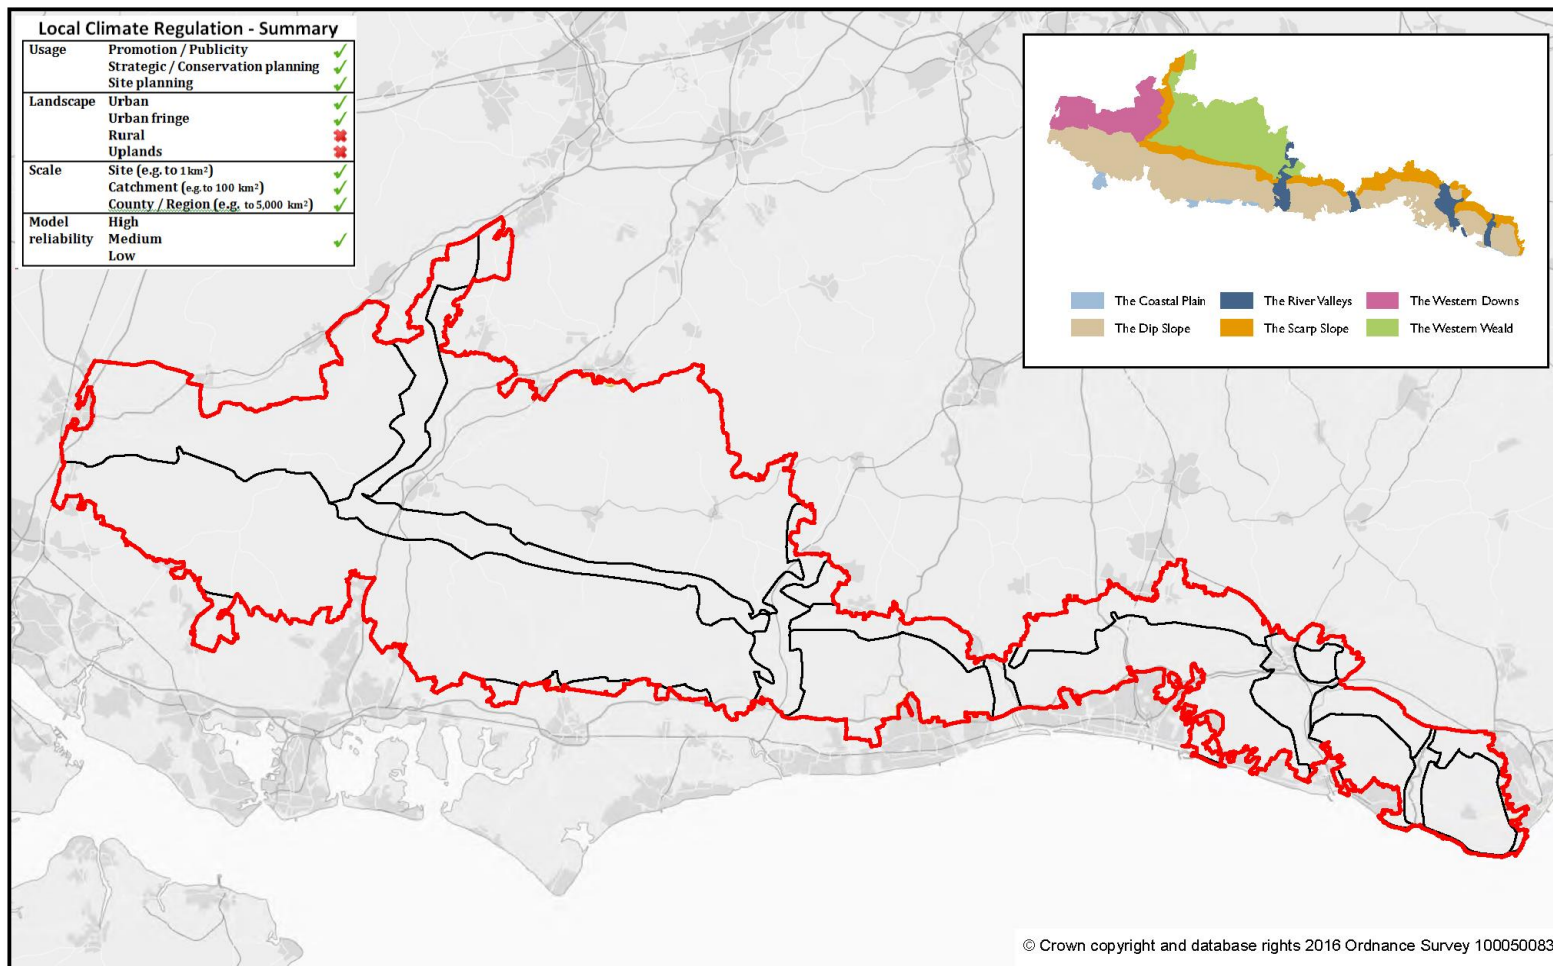 Local Climate Regulation - Summary
Usage Promotion / Publicity ✓
Strategic / Conservation planning ✓
Site planning ✓
Landscape Urban ✓
Urban fringe ✓
Rural ✖
Uplands ✖
Scale Site (e.g. to 1km²) ✓
Catchment (e.g. to 100 km²) ✓
County / Region (e.g. to 5,000 km²) ✓
Model High
reliability Medium ✓
Low
The Coastal Plain The River Valleys The Western Downs
The Dip Slope The Scarp Slope The Western Weald
© Crown copyright and database rights 2016 Ordnance Survey 100050083